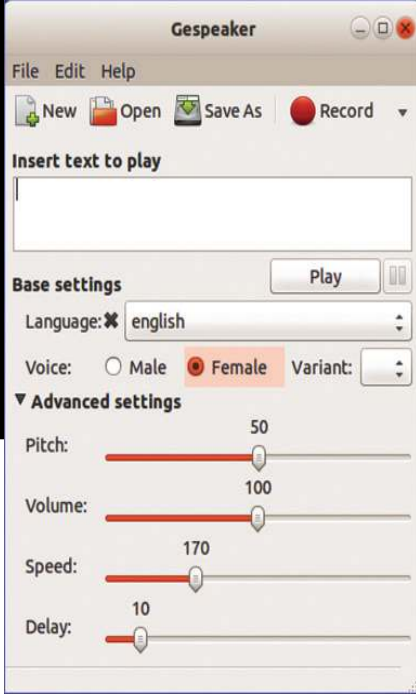 Gespeaker
File Edit Help
New Open Save As Record
Insert text to play
Base settings Play
Language: english
Voice: Male Female Variant:
Advanced settings
50
Pitch:
100
Volume:
170
Speed:
10
Delay: